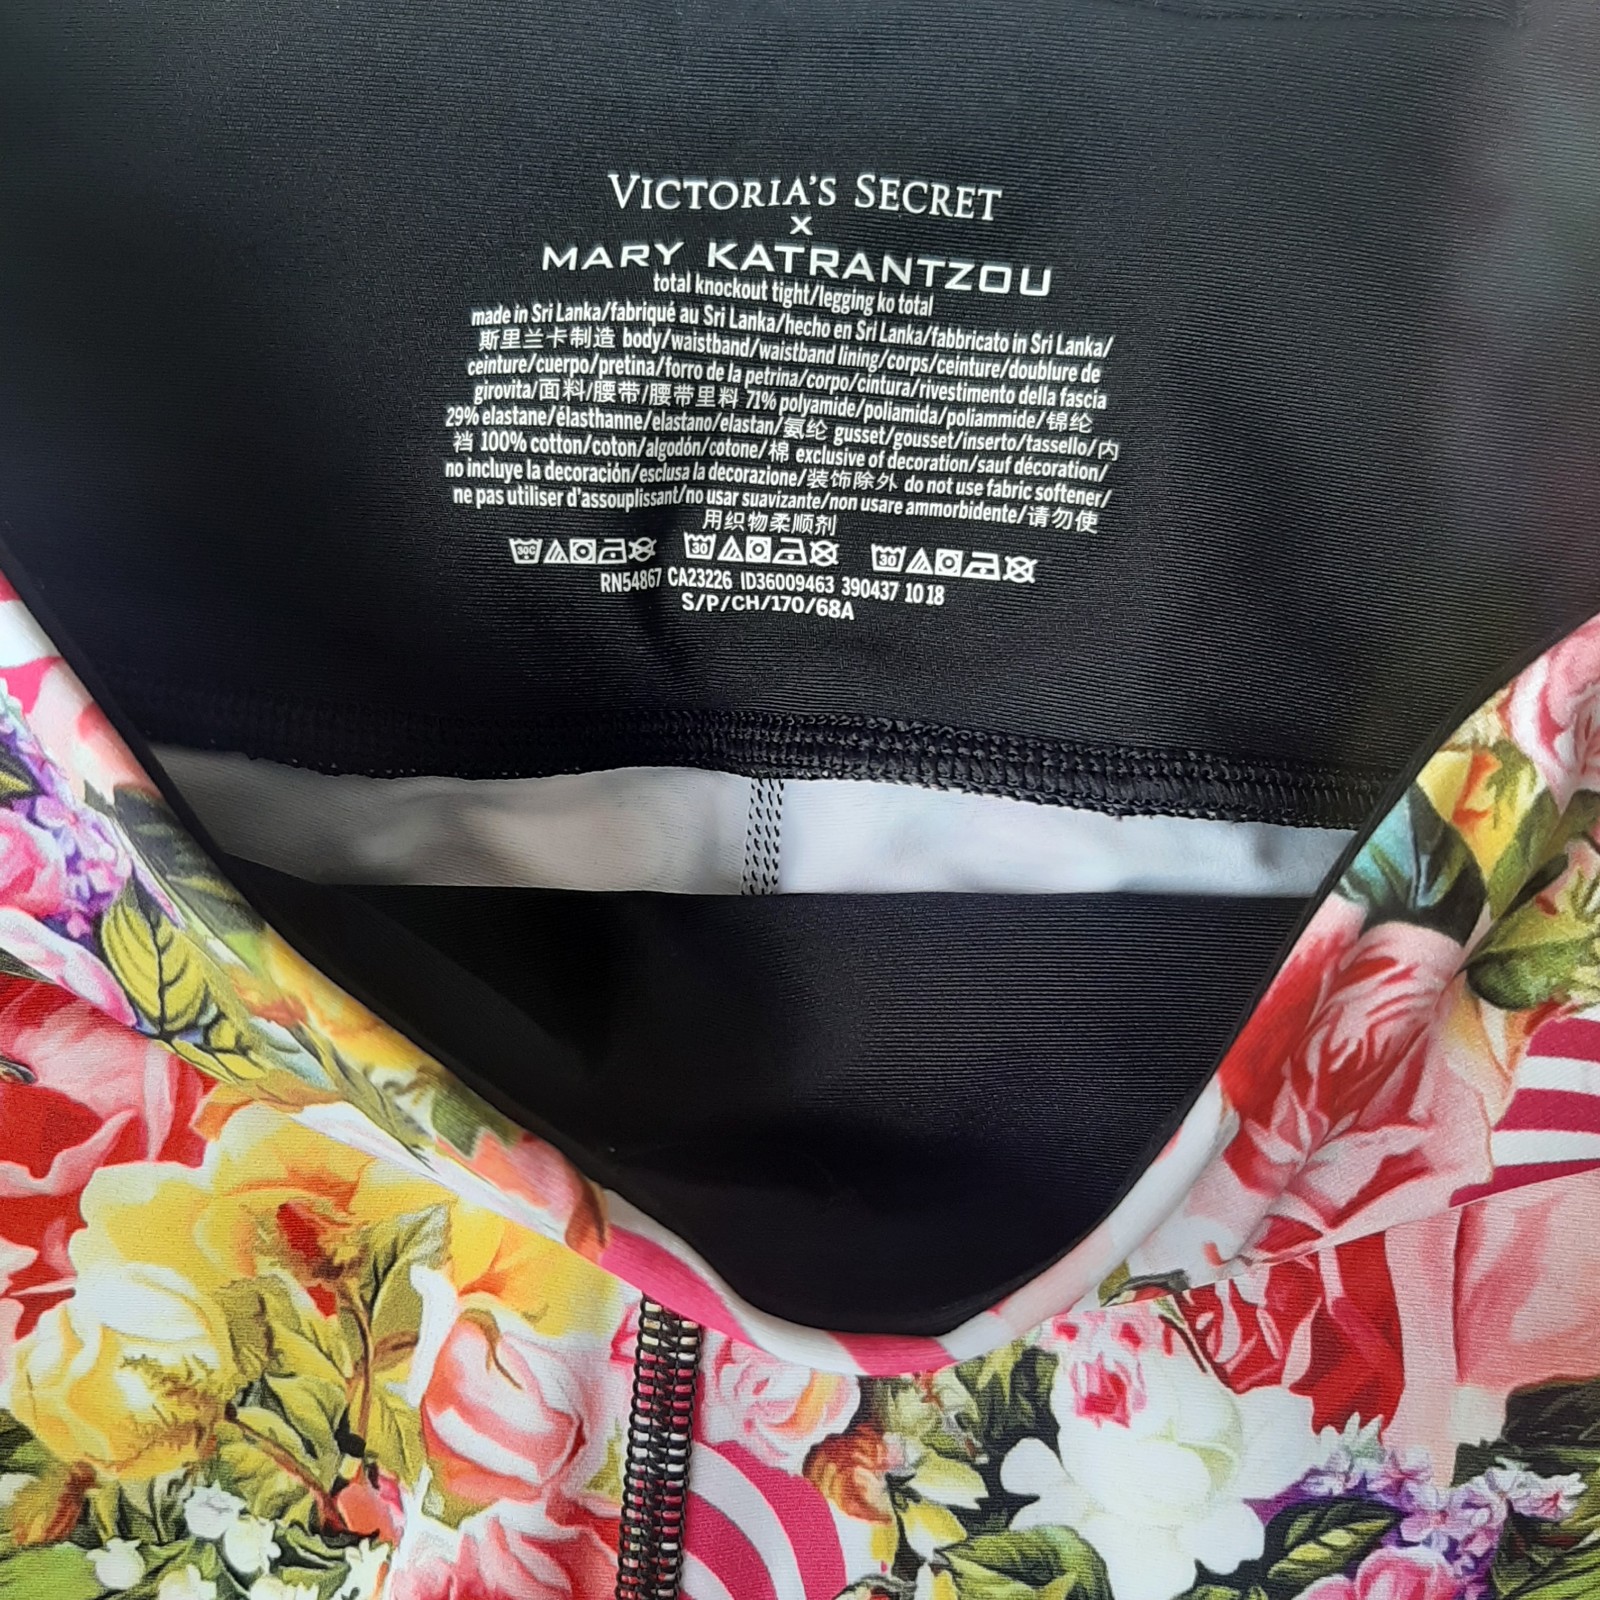 VICTORIA'S SECRET
x
MARY KATRANTZOU
total knockout tight/legging ko total
made in Sri Lanka/fabriqué au Sri Lanka/hecho en Sri Lanka/fabbricato in Sri Lanka/
斯里兰卡制造 body/waistband/waistband lining/corps/ceinture/doublure de
ceinture/cuerpo/pretina/forro de la petrina/corpo/cintura/rivestimento della fascia
girovita/面料/腰带/腰带里料 71% polyamide/poliamida/poliammide/锦纶
29% elastane/élasthanne/elastano/elastan/氨纶 gusset/gousset/inserto/tassello/内
裆 100% cotton/coton/algodón/cotone/棉 exclusive of decoration/sauf décoration/
no incluye la decoración/esclusa la decorazione/装饰除外 do not use fabric softener/
ne pas utiliser d'assouplissant/no usar suavizante/non usare ammorbidente/请勿使
用织物柔顺剂
30C 30 30
RN54867 CA23226 ID36009463 390437 10 18
S/P/CH/170/68A